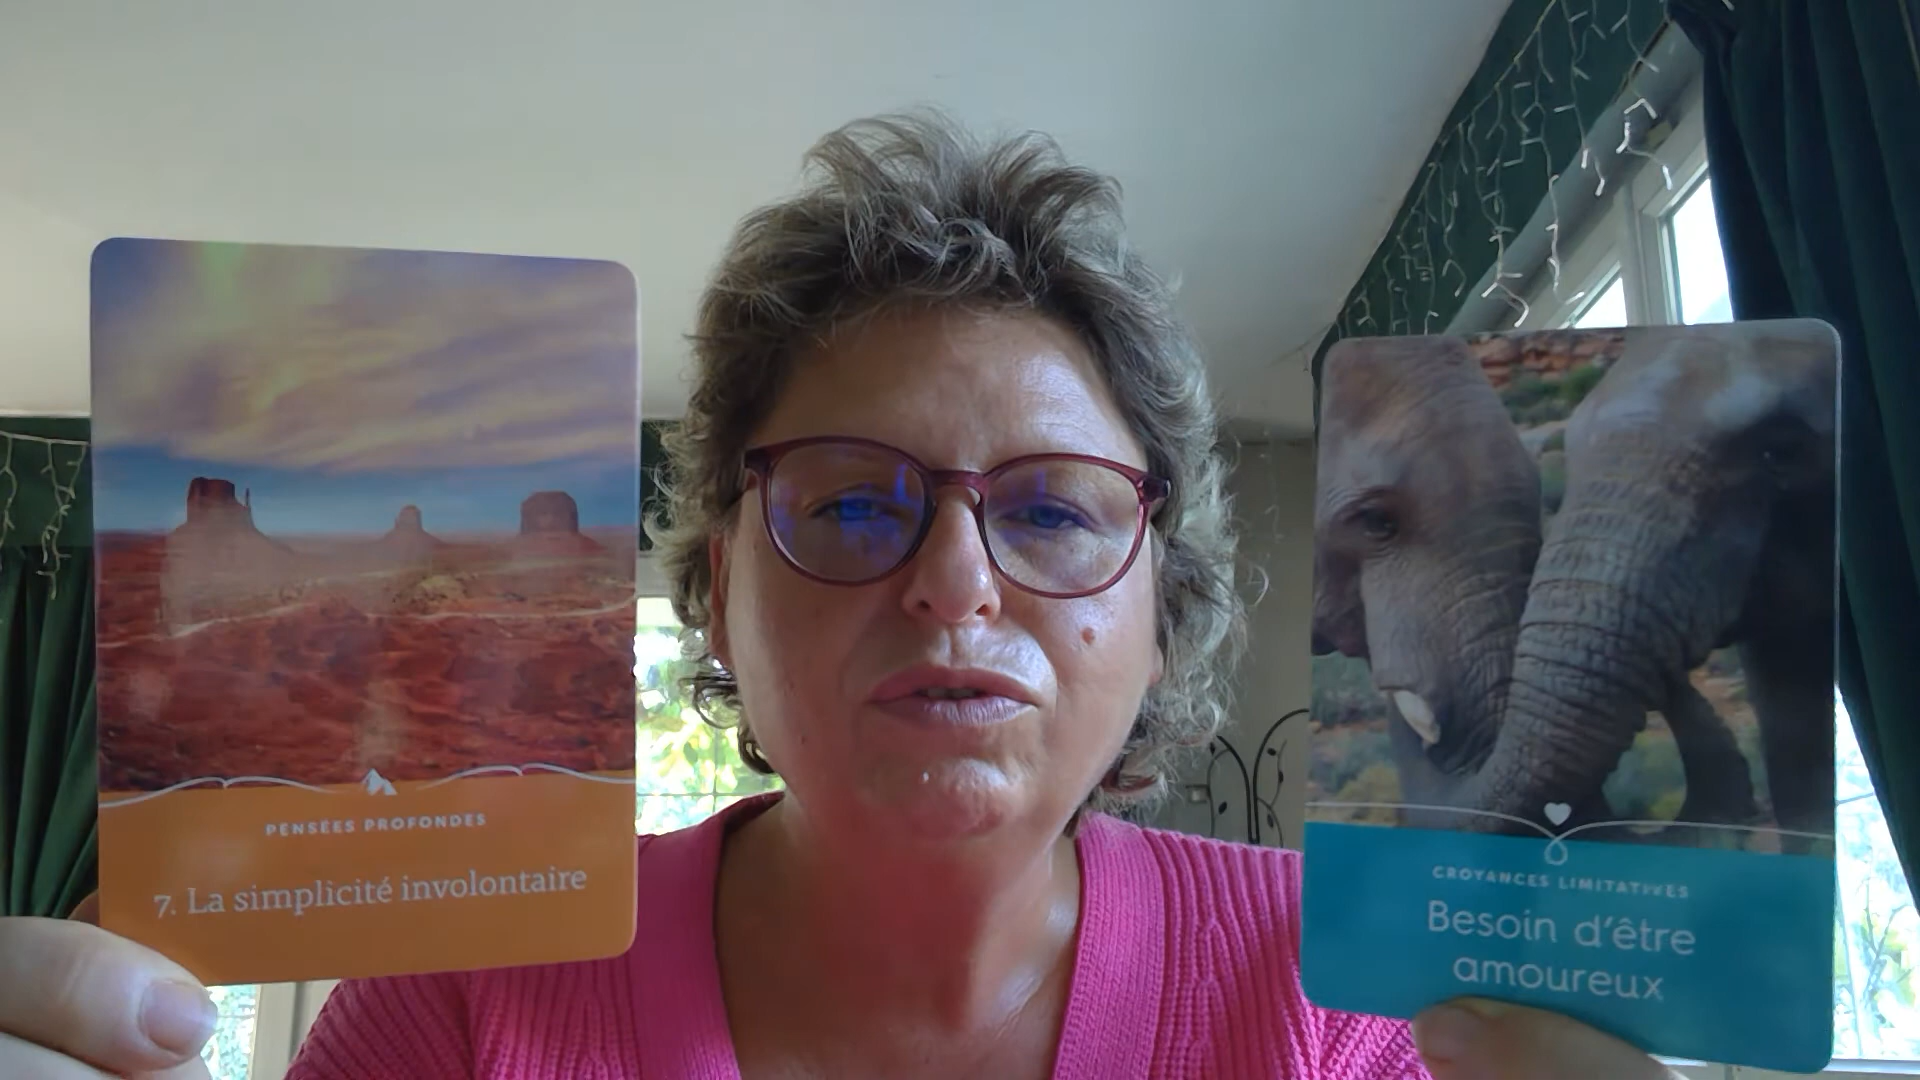 PENSÉES PROFONDES
7. La simplicité involontaire
CROYANCES LIMITATIVES
Besoin d'être
amoureux